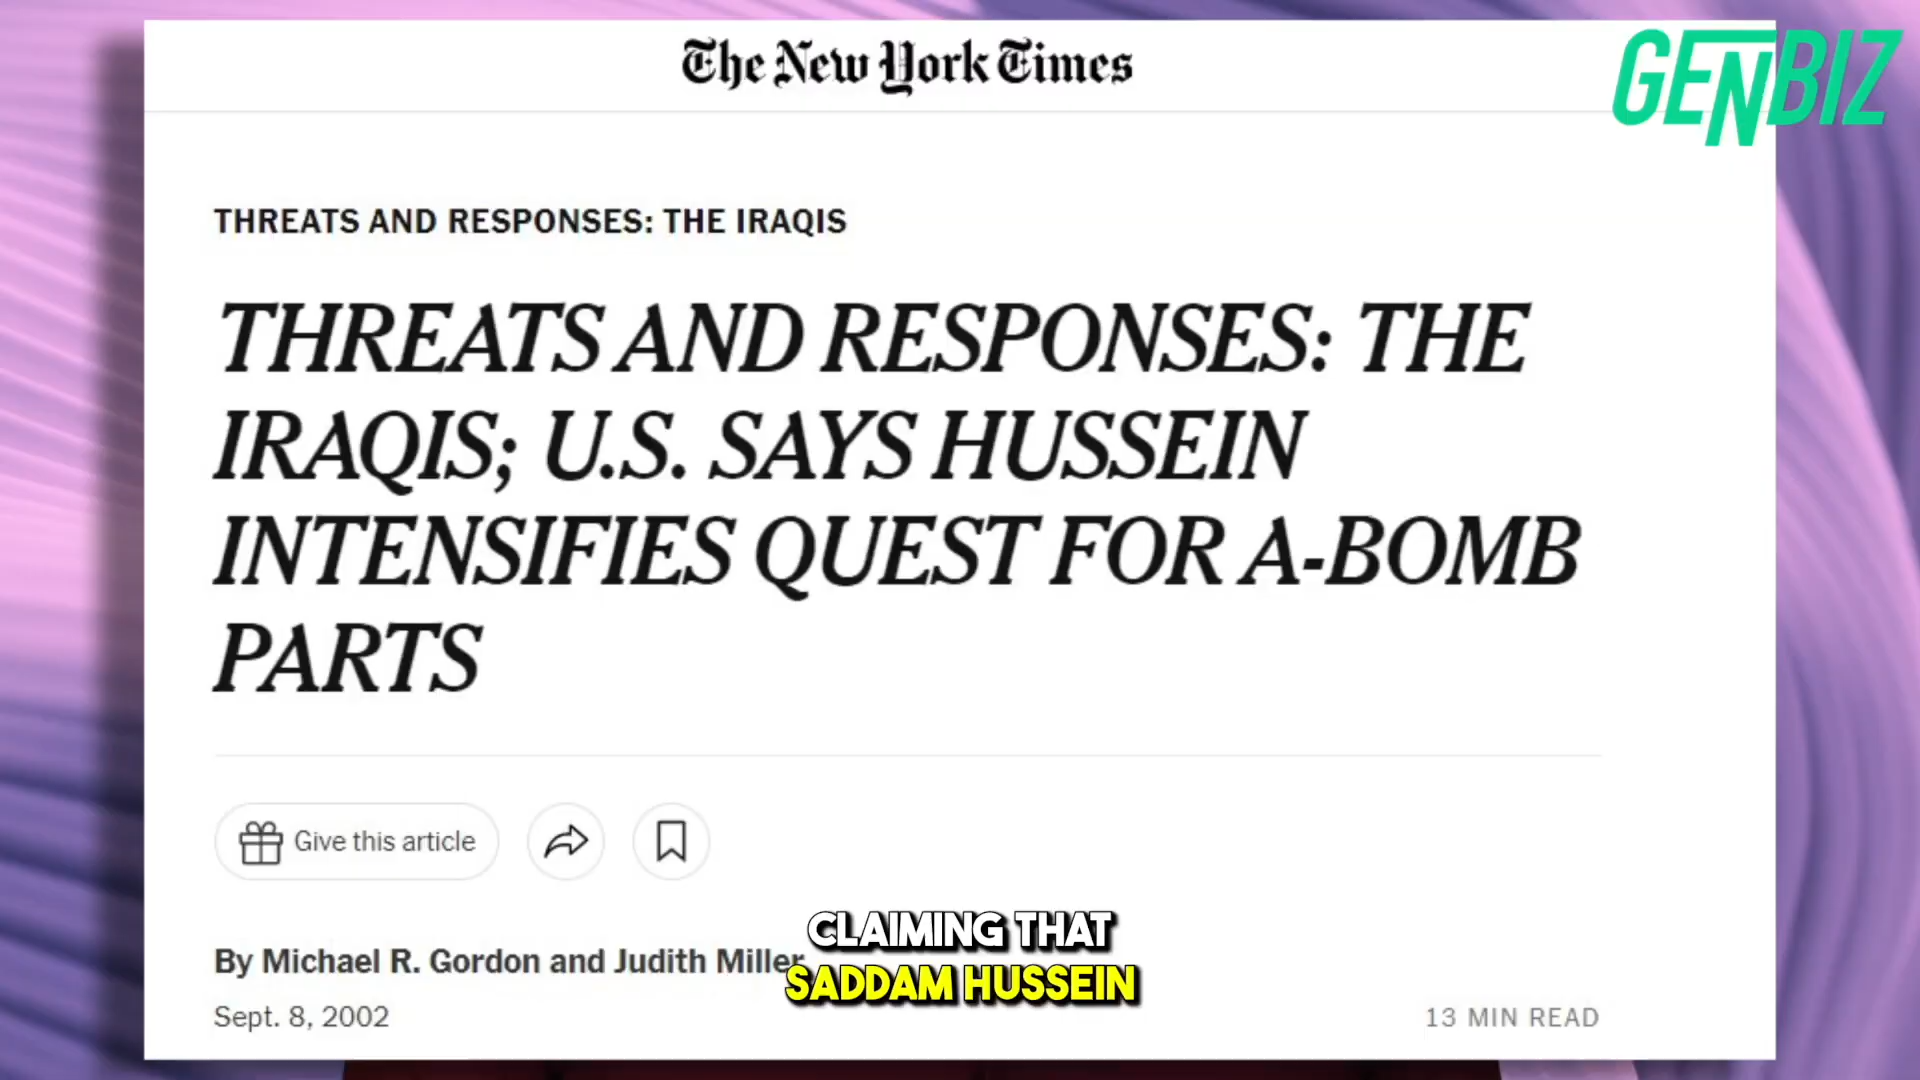 The New York Times
GENBIZ
THREATS AND RESPONSES: THE IRAQIS
THREATS AND RESPONSES: THE
IRAQIS; U.S. SAYS HUSSEIN
INTENSIFIES QUEST FOR A-BOMB
PARTS
Give this article
By Michael R. Gordon and Judith Miller
CLAIMING THAT
SADDAM HUSSEIN
Sept. 8, 2002
13 MIN READ